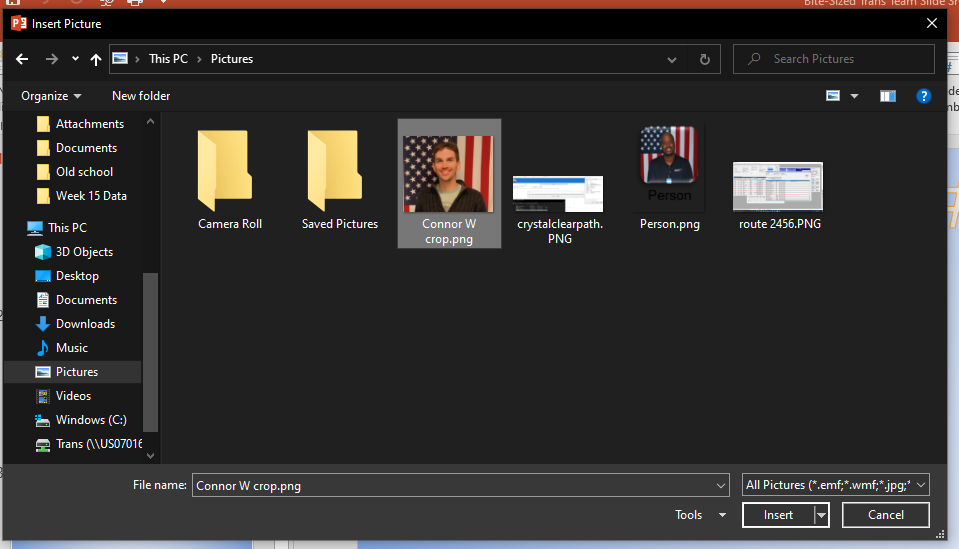 Bite-Sized Trans Team Slide Sh
Insert Picture
This PC > Pictures
Search Pictures
Organize
New folder
?
Attachments
Documents
Old school
Week 15 Data
This PC
3D Objects
Desktop
Documents
Downloads
Music
Pictures
Videos
Windows (C:)
Trans (\\US07016
Camera Roll
Saved Pictures
Connor W
crop.png
crystalclearpath.
PNG
Person
Person.png
route 2456.PNG
File name:
Connor W crop.png
All Pictures (*.emf;*.wmf;*.jpg;*
Tools
Insert
Cancel